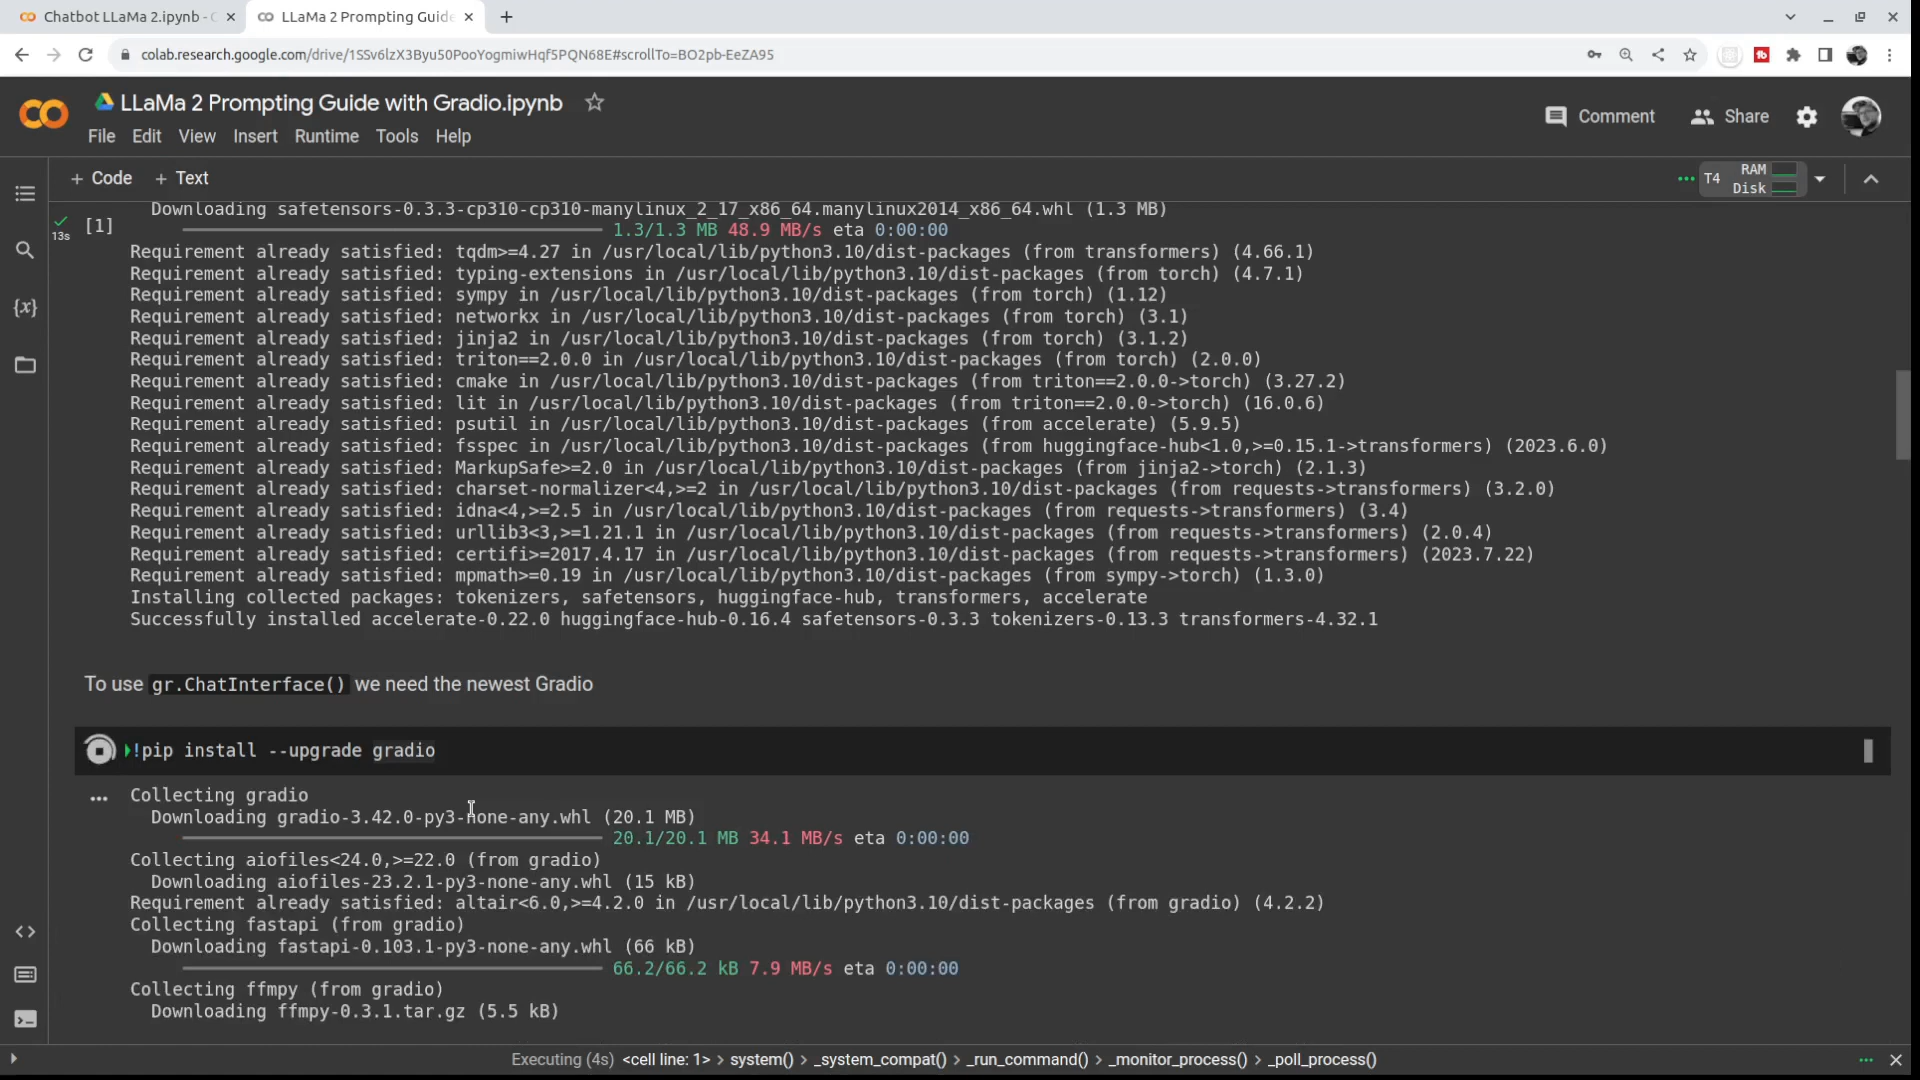 Chatbot LLaMa 2.ipynb - C
LLaMa 2 Prompting Guide
colab.research.google.com/drive/1SSv6lzX3Byu50PooYogmiwHqf5PQN68E#scrollTo=BO2pb-EeZA95
LLaMa 2 Prompting Guide with Gradio.ipynb
Comment
Share
File Edit View Insert Runtime Tools Help
+ Code + Text
T4 RAM
Disk
Downloading safetensors-0.3.3-cp310-cp310-manylinux_2_17_x86_64.manylinux2014_x86_64.whl (1.3 MB)
13s [1] 1.3/1.3 MB 48.9 MB/s eta 0:00:00
Requirement already satisfied: tqdm>=4.27 in /usr/local/lib/python3.10/dist-packages (from transformers) (4.66.1)
Requirement already satisfied: typing-extensions in /usr/local/lib/python3.10/dist-packages (from torch) (4.7.1)
Requirement already satisfied: sympy in /usr/local/lib/python3.10/dist-packages (from torch) (1.12)
Requirement already satisfied: networkx in /usr/local/lib/python3.10/dist-packages (from torch) (3.1)
Requirement already satisfied: jinja2 in /usr/local/lib/python3.10/dist-packages (from torch) (3.1.2)
Requirement already satisfied: triton==2.0.0 in /usr/local/lib/python3.10/dist-packages (from torch) (2.0.0)
Requirement already satisfied: cmake in /usr/local/lib/python3.10/dist-packages (from triton==2.0.0->torch) (3.27.2)
Requirement already satisfied: lit in /usr/local/lib/python3.10/dist-packages (from triton==2.0.0->torch) (16.0.6)
Requirement already satisfied: psutil in /usr/local/lib/python3.10/dist-packages (from accelerate) (5.9.5)
Requirement already satisfied: fsspec in /usr/local/lib/python3.10/dist-packages (from huggingface-hub<1.0,>=0.15.1->transformers) (2023.6.0)
Requirement already satisfied: MarkupSafe>=2.0 in /usr/local/lib/python3.10/dist-packages (from jinja2->torch) (2.1.3)
Requirement already satisfied: charset-normalizer<4,>=2 in /usr/local/lib/python3.10/dist-packages (from requests->transformers) (3.2.0)
Requirement already satisfied: idna<4,>=2.5 in /usr/local/lib/python3.10/dist-packages (from requests->transformers) (3.4)
Requirement already satisfied: urllib3<3,>=1.21.1 in /usr/local/lib/python3.10/dist-packages (from requests->transformers) (2.0.4)
Requirement already satisfied: certifi>=2017.4.17 in /usr/local/lib/python3.10/dist-packages (from requests->transformers) (2023.7.22)
Requirement already satisfied: mpmath>=0.19 in /usr/local/lib/python3.10/dist-packages (from sympy->torch) (1.3.0)
Installing collected packages: tokenizers, safetensors, huggingface-hub, transformers, accelerate
Successfully installed accelerate-0.22.0 huggingface-hub-0.16.4 safetensors-0.3.3 tokenizers-0.13.3 transformers-4.32.1
To use gr.ChatInterface() we need the newest Gradio
!pip install --upgrade gradio
Collecting gradio
Downloading gradio-3.42.0-py3-none-any.whl (20.1 MB)
20.1/20.1 MB 34.1 MB/s eta 0:00:00
Collecting aiofiles<24.0,>=22.0 (from gradio)
Downloading aiofiles-23.2.1-py3-none-any.whl (15 kB)
Requirement already satisfied: altair<6.0,>=4.2.0 in /usr/local/lib/python3.10/dist-packages (from gradio) (4.2.2)
Collecting fastapi (from gradio)
Downloading fastapi-0.103.1-py3-none-any.whl (66 kB)
66.2/66.2 kB 7.9 MB/s eta 0:00:00
Collecting ffmpy (from gradio)
Downloading ffmpy-0.3.1.tar.gz (5.5 kB)
Executing (4s) <cell line: 1> > system() > _system_compat() > _run_command() > _monitor_process() > _poll_process()